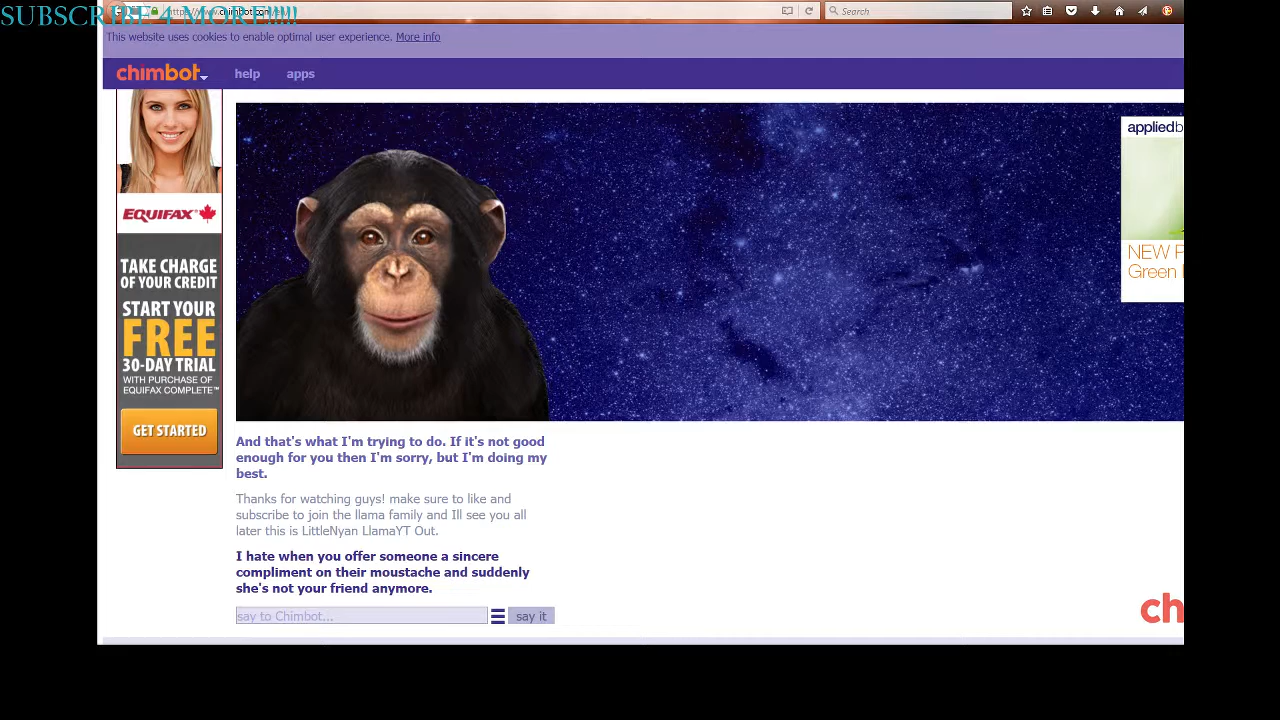 SUBSCRIBE 4 MORE!!!!!
Search
This website uses cookies to enable optimal user experience. More info
chimbot
help
apps
EQUIFAX
TAKE CHARGE
OF YOUR CREDIT
START YOUR
FREE
30-DAY TRIAL
WITH PURCHASE OF
EQUIFAX COMPLETE™
GET STARTED
NEW P
Green
And that's what I'm trying to do. If it's not good
enough for you then I'm sorry, but I'm doing my
best.
Thanks for watching guys! make sure to like and
subscribe to join the llama family and Ill see you all
later this is LittleNyan LlamaYT Out.
I hate when you offer someone a sincere
compliment on their moustache and suddenly
she's not your friend anymore.
say to Chimbot...
say it
ch